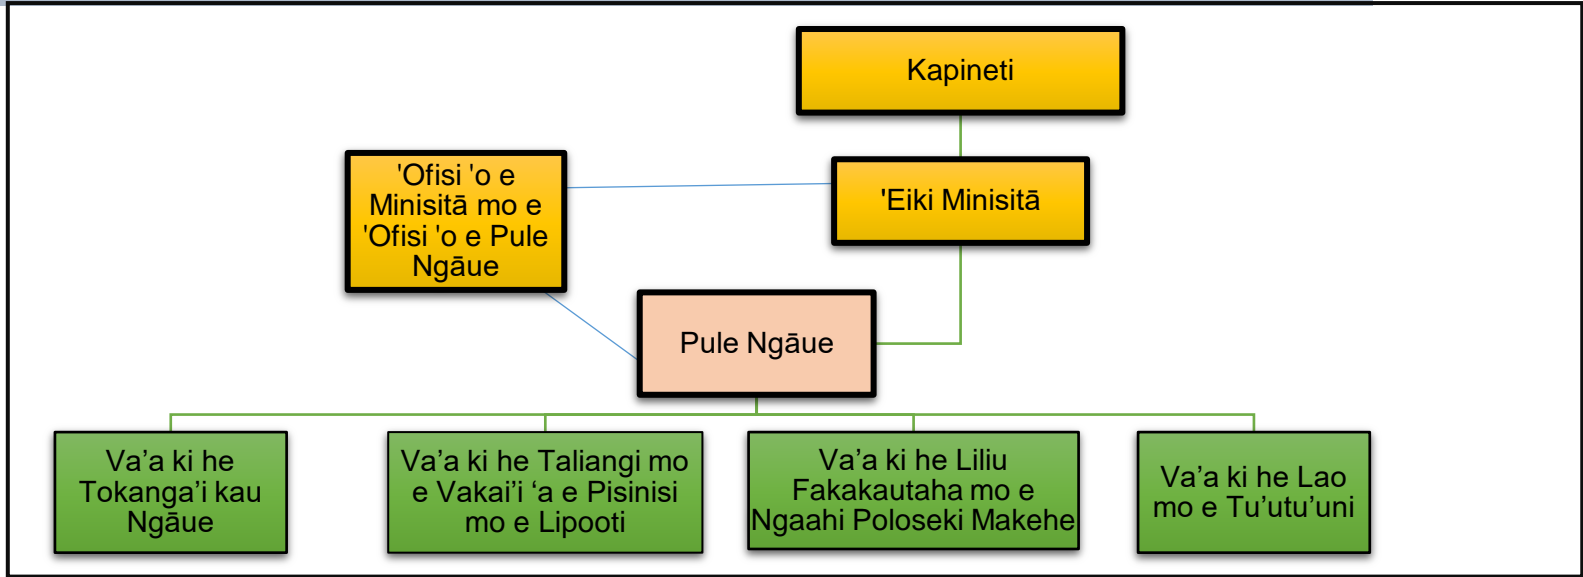 Kapineti
'Ofisi 'o e
Minisitā mo e
'Ofisi 'o e Pule
Ngāue
'Eiki Minisitā
Pule Ngāue
Va’a ki he
Tokanga’i kau
Ngāue
Va’a ki he Taliangi mo
e Vakai’i ‘a e Pisinisi
mo e Lipooti
Va’a ki he Liliu
Fakakautaha mo e
Ngaahi Poloseki Makehe
Va’a ki he Lao
mo e Tu’utu’uni